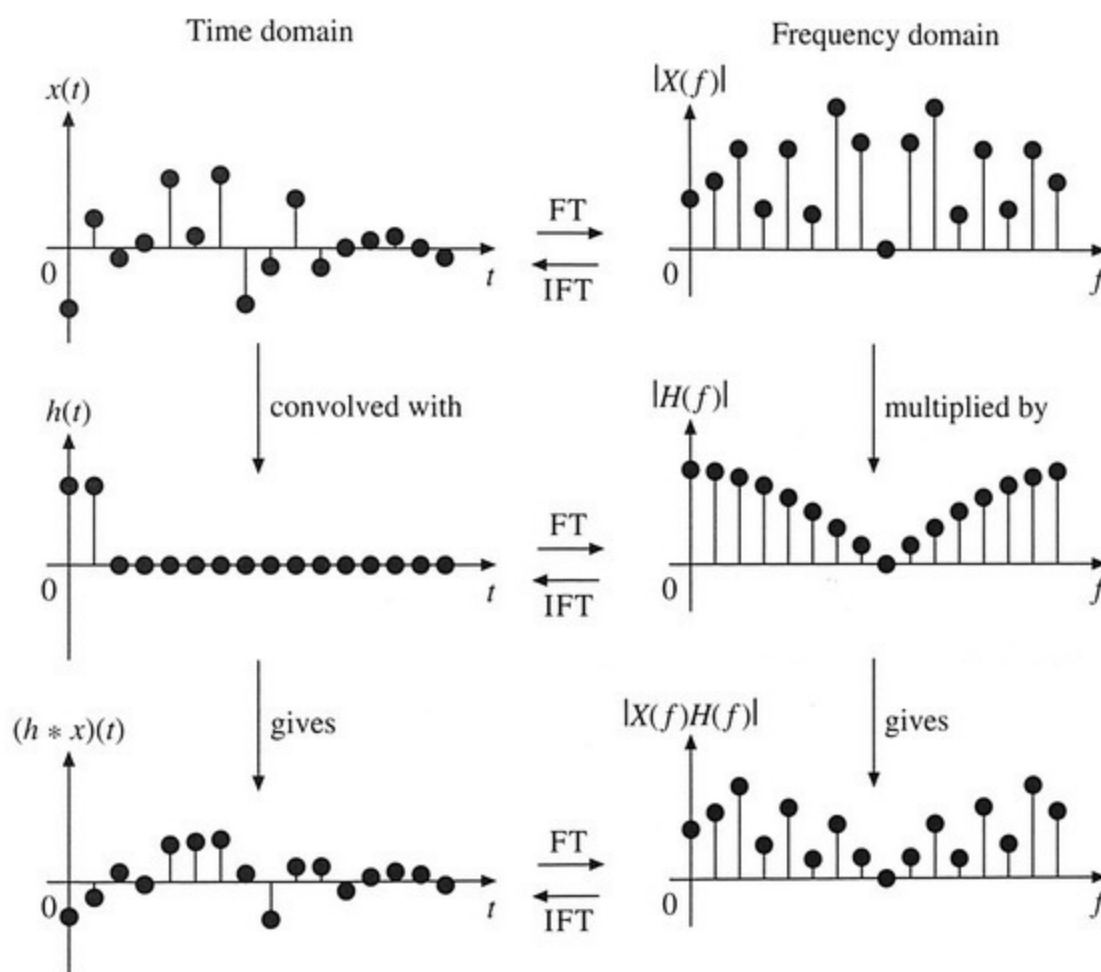 Time domain
Frequency domain
x(t)
|X(f)|
FT
IFT
0
t
0
f
convolved with
multiplied by
h(t)
|H(f)|
FT
IFT
0
t
0
f
gives
gives
(h * x)(t)
|X(f)H(f)|
FT
IFT
0
t
0
f